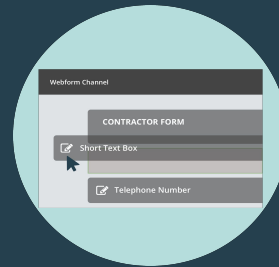 Webform Channel
CONTRACTOR FORM
Short Text Box
Telephone Number